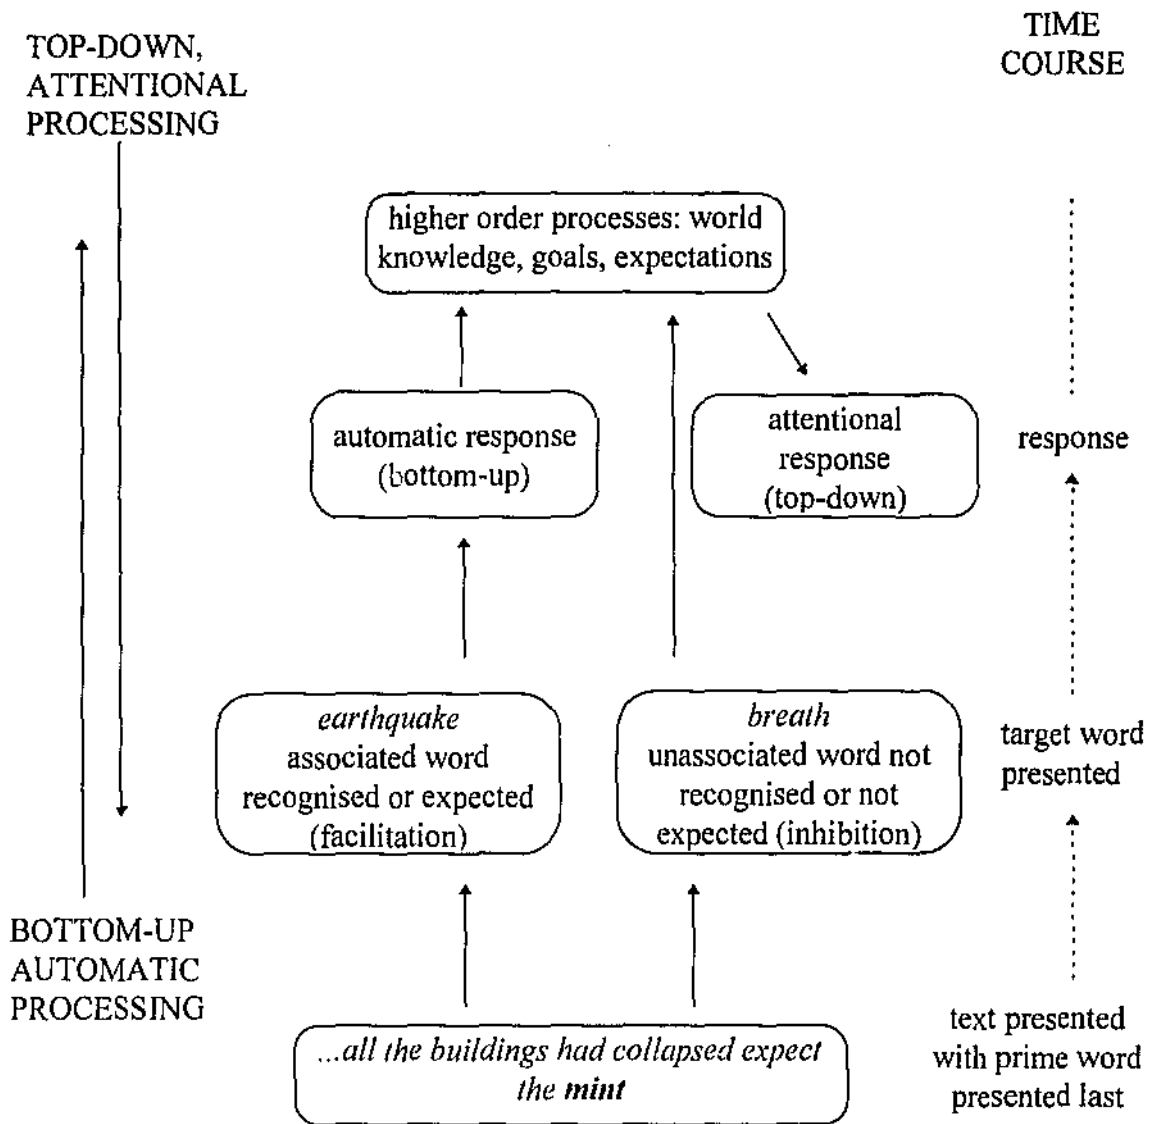 TOP-DOWN,
ATTENTIONAL
PROCESSING
TIME
COURSE
higher order processes: world
knowledge, goals, expectations
automatic response
(bottom-up)
attentional
response
(top-down)
response
earthquake
associated word
recognised or expected
(facilitation)
breath
unassociated word not
recognised or not
expected (inhibition)
target word
presented
BOTTOM-UP
AUTOMATIC
PROCESSING
...all the buildings had collapsed expect
the mint
text presented
with prime word
presented last